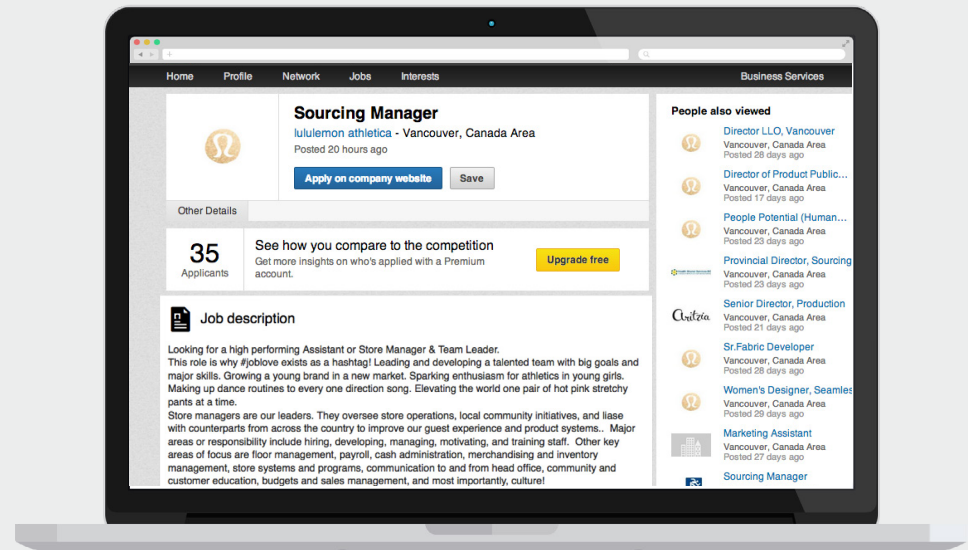 Home Profile Network Jobs Interests Business Services
Sourcing Manager
lululemon athletica - Vancouver, Canada Area
Posted 20 hours ago
Apply on company website Save
Other Details
35
Applicants
See how you compare to the competition
Get more insights on who's applied with a Premium
account.
Upgrade free
Job description
Looking for a high performing Assistant or Store Manager & Team Leader.
This role is why #joblove exists as a hashtag! Leading and developing a talented team with big goals and
major skills. Growing a young brand in a new market. Sparking enthusiasm for athletics in young girls.
Making up dance routines to every one direction song. Elevating the world one pair of hot pink stretchy
pants at a time.
Store managers are our leaders. They oversee store operations, local community initiatives, and liase
with counterparts from across the country to improve our guest experience and product systems.. Major
areas or responsibility include hiring, developing, managing, motivating, and training staff. Other key
areas of focus are floor management, payroll, cash administration, merchandising and inventory
management, store systems and programs, communication to and from head office, community and
customer education, budgets and sales management, and most importantly, culture!
People also viewed
Director LLO, Vancouver
Vancouver, Canada Area
Posted 28 days ago
Director of Product Public...
Vancouver, Canada Area
Posted 17 days ago
People Potential (Human...
Vancouver, Canada Area
Posted 23 days ago
Provincial Director, Sourcing
Vancouver, Canada Area
Posted 23 days ago
Aritzia
Senior Director, Production
Vancouver, Canada Area
Posted 21 days ago
Sr.Fabric Developer
Vancouver, Canada Area
Posted 28 days ago
Women's Designer, Seamles
Vancouver, Canada Area
Posted 29 days ago
Marketing Assistant
Vancouver, Canada Area
Posted 27 days ago
Sourcing Manager